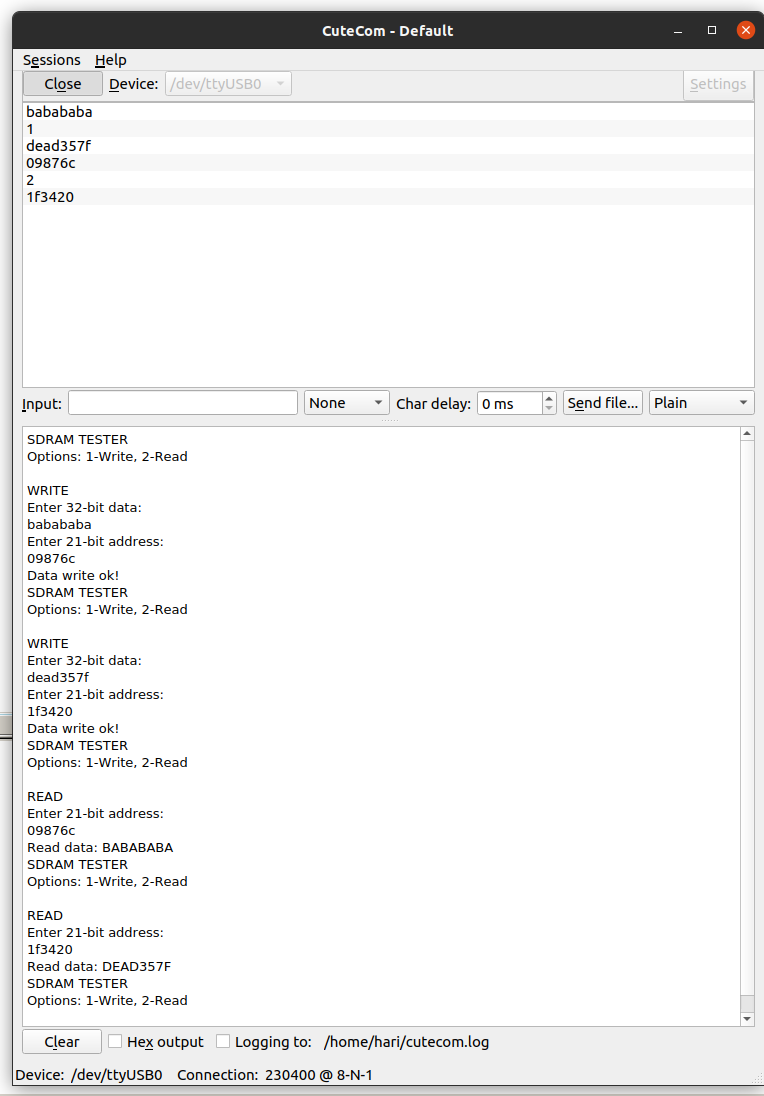 CuteCom - Default
Sessions Help
Close Device: /dev/ttyUSB0 Settings
babababa
1
dead357f
09876c
2
1f3420
Input: None Char delay: 0 ms Send file... Plain
SDRAM TESTER
Options: 1-Write, 2-Read
WRITE
Enter 32-bit data:
babababa
Enter 21-bit address:
09876c
Data write ok!
SDRAM TESTER
Options: 1-Write, 2-Read
WRITE
Enter 32-bit data:
dead357f
Enter 21-bit address:
1f3420
Data write ok!
SDRAM TESTER
Options: 1-Write, 2-Read
READ
Enter 21-bit address:
09876c
Read data: BABABABA
SDRAM TESTER
Options: 1-Write, 2-Read
READ
Enter 21-bit address:
1f3420
Read data: DEAD357F
SDRAM TESTER
Options: 1-Write, 2-Read
Clear Hex output Logging to: /home/hari/cutecom.log
Device: /dev/ttyUSB0 Connection: 230400 @ 8-N-1